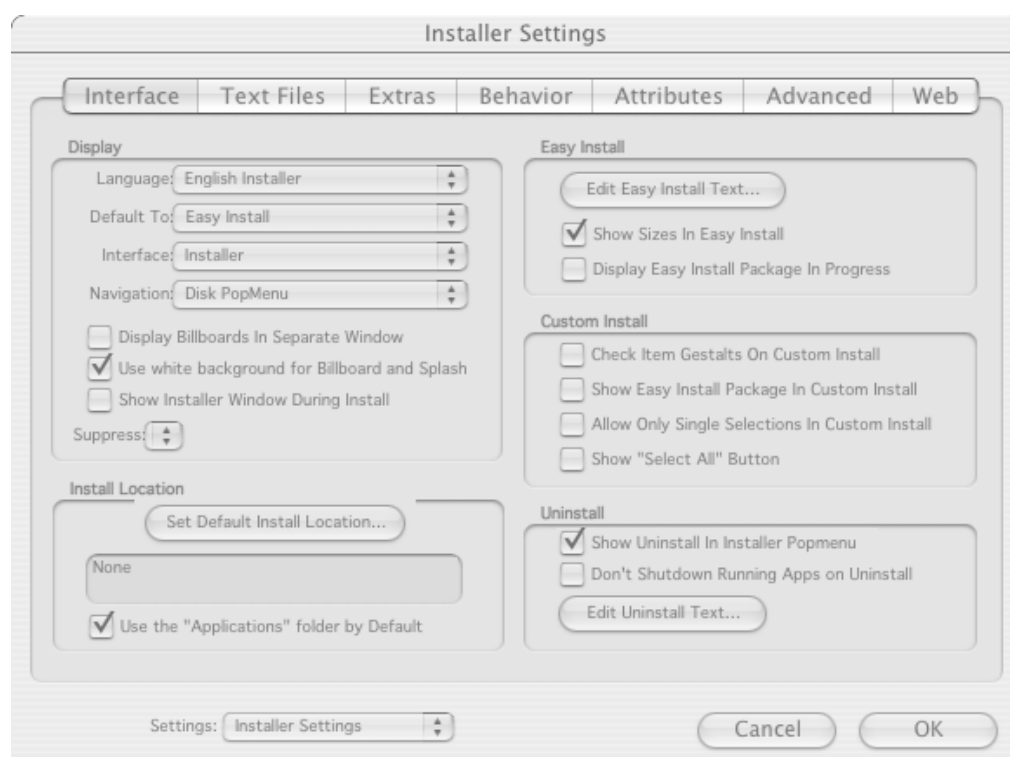 Installer Settings
Interface Text Files Extras Behavior Attributes Advanced Web
Display
Language: English Installer
Default To: Easy Install
Interface: Installer
Navigation: Disk PopMenu
Display Billboards In Separate Window
Use white background for Billboard and Splash
Show Installer Window During Install
Suppress:
Install Location
Set Default Install Location...
None
Use the "Applications" folder by Default
Easy Install
Edit Easy Install Text...
Show Sizes In Easy Install
Display Easy Install Package In Progress
Custom Install
Check Item Gestalts On Custom Install
Show Easy Install Package In Custom Install
Allow Only Single Selections In Custom Install
Show "Select All" Button
Uninstall
Show Uninstall In Installer Popmenu
Don't Shutdown Running Apps on Uninstall
Edit Uninstall Text...
Settings: Installer Settings
Cancel OK